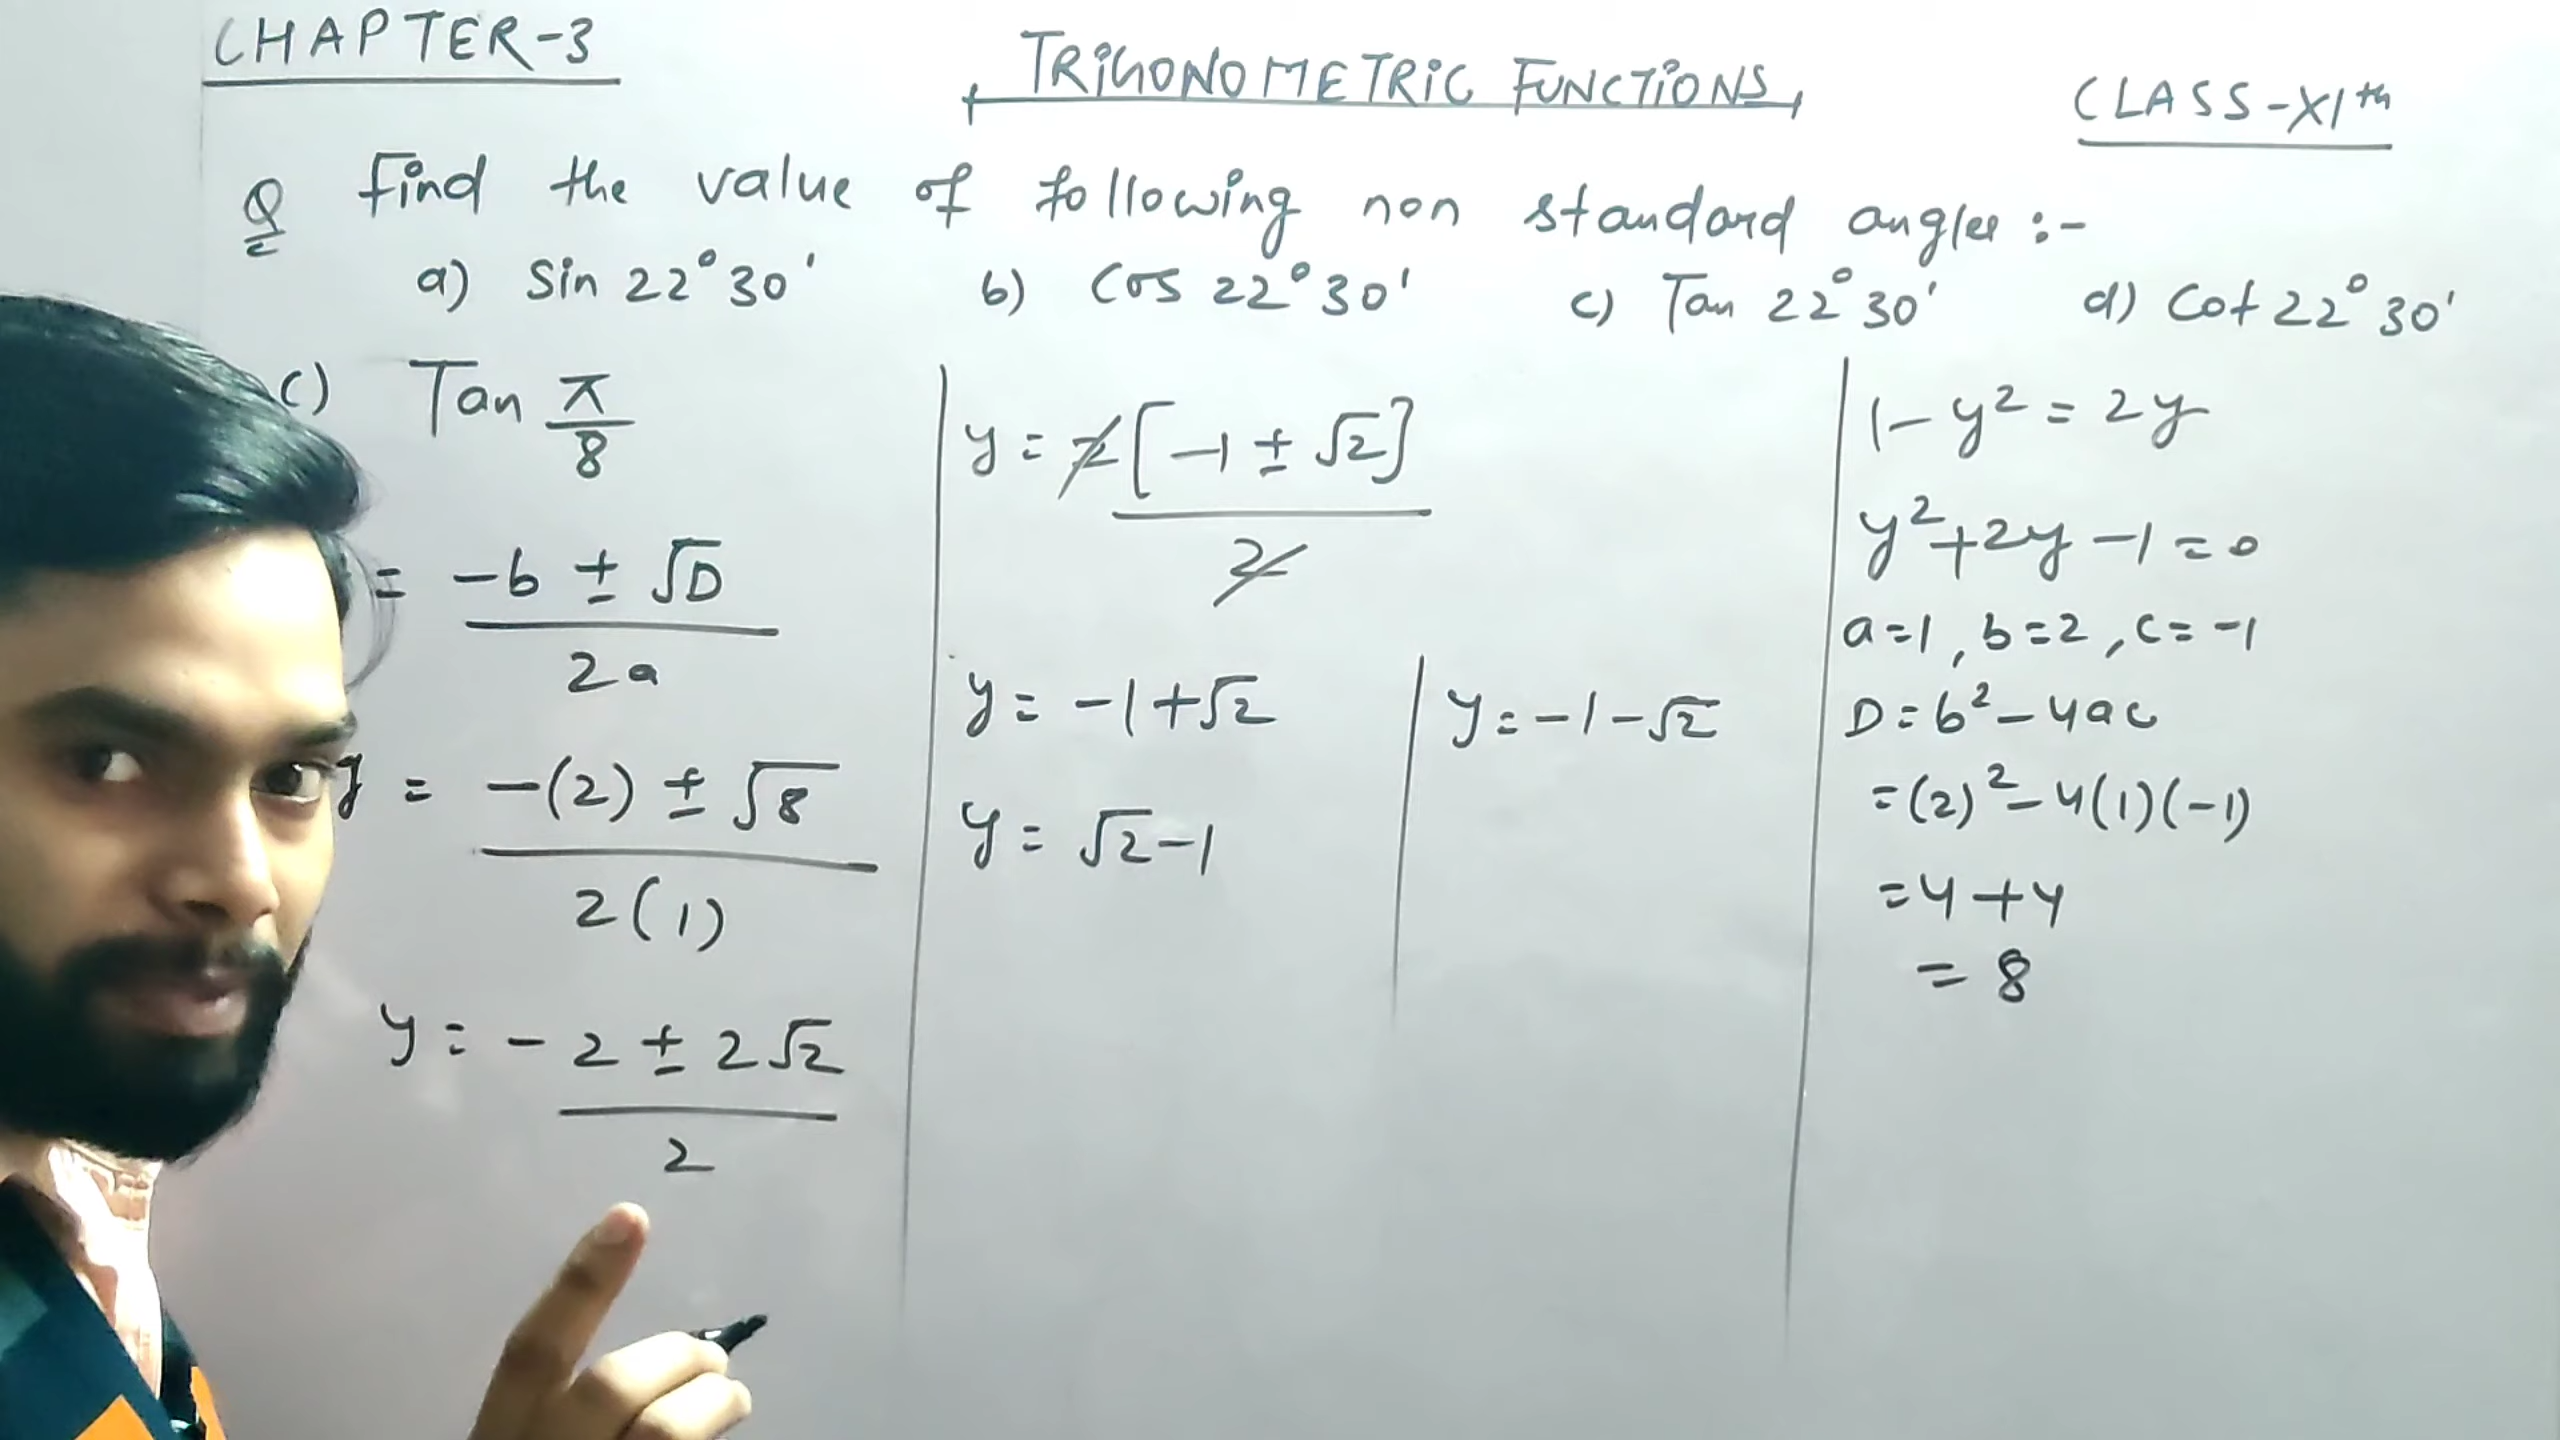 CHAPTER-3
TRIGONOMETRIC FUNCTIONS
CLASS-XIth
Q Find the value of following non standard angles :-
a) Sin 22°30' b) Cos 22°30' c) Tan 22°30' d) Cot 22°30'
c) Tan π/8
= -b ± √D / 2a
y = -(2) ± √8 / 2(1)
y = -2 ± 2√2 / 2
y = 2[-1 ± √2] / 2
y = -1+√2
y = √2-1
y = -1-√2
1-y² = 2y
y²+2y-1=0
a=1, b=2, c=-1
D=b²-4ac
=(2)²-4(1)(-1)
=4+4
= 8